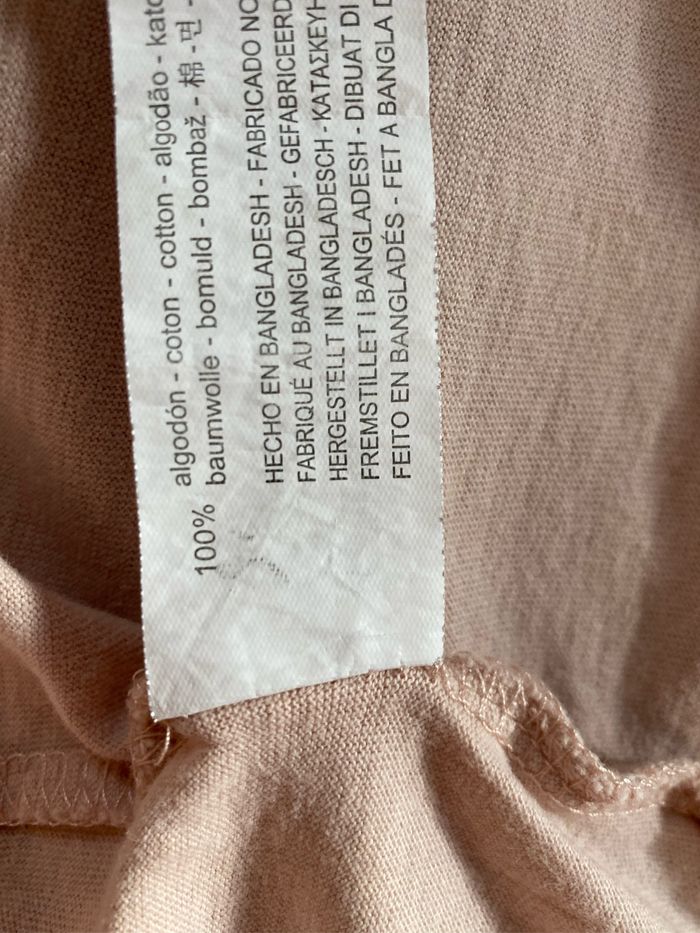 100%
algodón - coton - cotton - algodão -
baumwolle - bomuld - bombaž - 棉 - 면 -
HECHO EN BANGLADESH - FABRICADO NO
FABRIQUÉ AU BANGLADESH - GEFABRICEERD
HERGESTELLT IN BANGLADESCH - ΚΑΤΑΣΚΕΥΗ
FREMSTILLET I BANGLADESH - DIBUAT DI
FEITO EN BANGLADÉS - FET A BANGLA